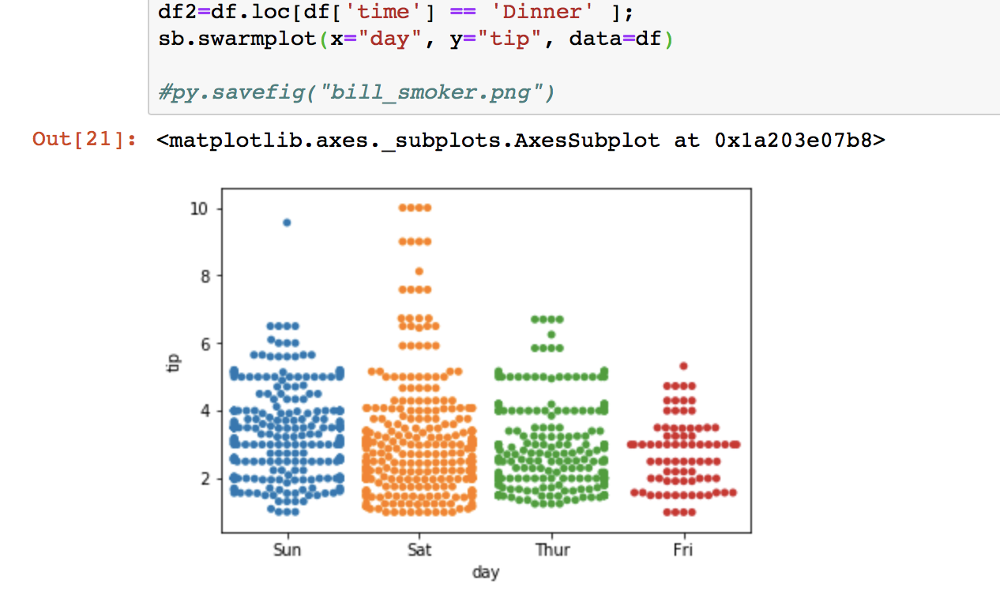 df2=df.loc[df['time'] == 'Dinner' ];
sb.swarmplot(x="day", y="tip", data=df)
#py.savefig("bill_smoker.png")
Out[21]: <matplotlib.axes._subplots.AxesSubplot at 0x1a203e07b8>
10
8
6
4
2
tip
Sun Sat Thur Fri
day